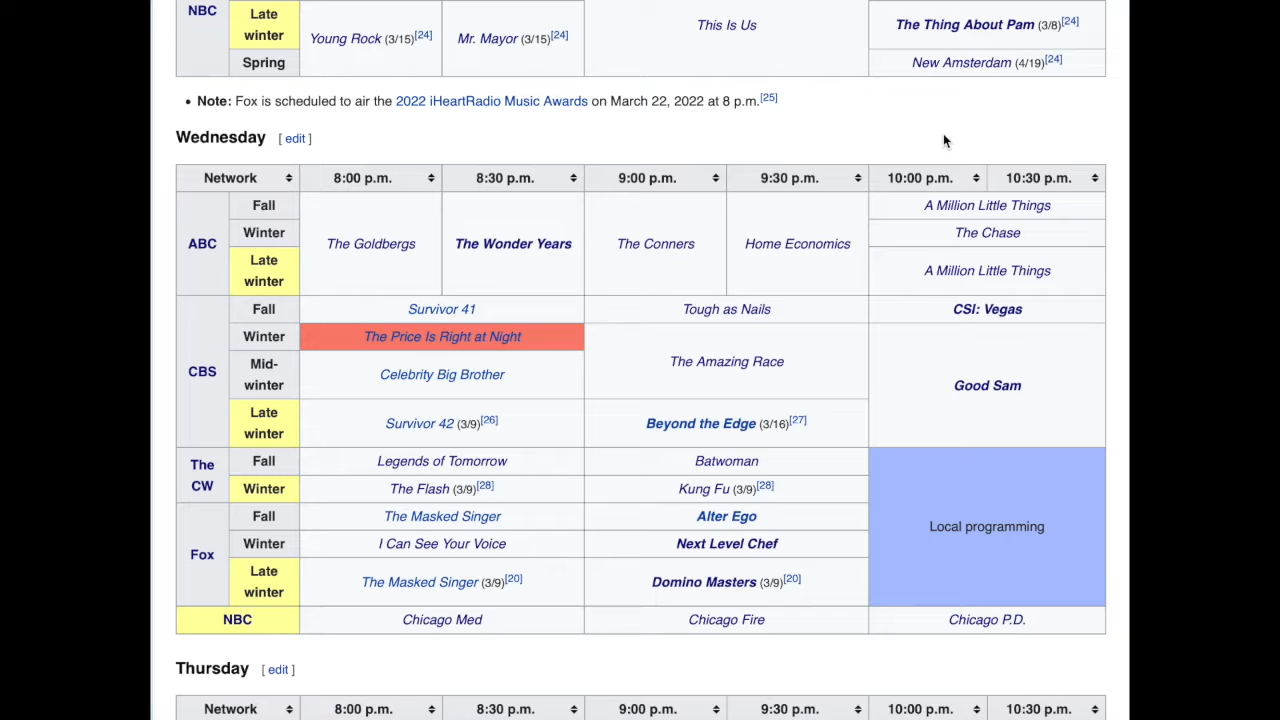 NBC
Late
winter
Young Rock (3/15)[24]
Mr. Mayor (3/15)[24]
This Is Us
The Thing About Pam (3/8)[24]
Spring
New Amsterdam (4/19)[24]
• Note: Fox is scheduled to air the 2022 iHeartRadio Music Awards on March 22, 2022 at 8 p.m.[25]
Wednesday [ edit ]
Network 8:00 p.m. 8:30 p.m. 9:00 p.m. 9:30 p.m. 10:00 p.m. 10:30 p.m.
ABC
Fall
The Goldbergs
The Wonder Years
The Conners
Home Economics
A Million Little Things
Winter
The Chase
Late
winter
A Million Little Things
CBS
Fall
Survivor 41
Tough as Nails
CSI: Vegas
Winter
The Price Is Right at Night
The Amazing Race
Good Sam
Mid-
winter
Celebrity Big Brother
Late
winter
Survivor 42 (3/9)[26]
Beyond the Edge (3/16)[27]
The
CW
Fall
Legends of Tomorrow
Batwoman
Local programming
Winter
The Flash (3/9)[28]
Kung Fu (3/9)[28]
Fox
Fall
The Masked Singer
Alter Ego
Winter
I Can See Your Voice
Next Level Chef
Late
winter
The Masked Singer (3/9)[20]
Domino Masters (3/9)[20]
NBC
Chicago Med
Chicago Fire
Chicago P.D.
Thursday [ edit ]
Network 8:00 p.m. 8:30 p.m. 9:00 p.m. 9:30 p.m. 10:00 p.m. 10:30 p.m.